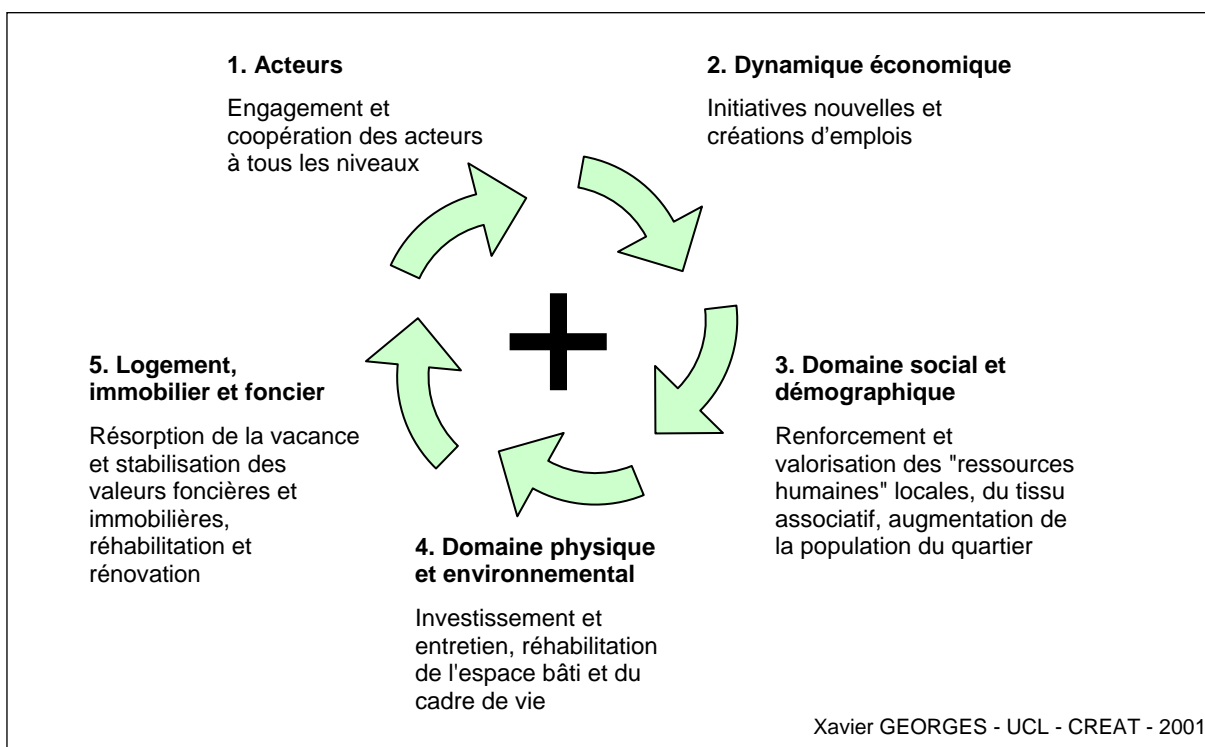 1. Acteurs
Engagement et
coopération des acteurs
à tous les niveaux
2. Dynamique économique
Initiatives nouvelles et
créations d'emplois
3. Domaine social et
démographique
Renforcement et
valorisation des "ressources
humaines" locales, du tissu
associatif, augmentation de
la population du quartier
4. Domaine physique
et environnemental
Investissement et
entretien, réhabilitation
de l'espace bâti et du
cadre de vie
5. Logement,
immobilier et foncier
Résorption de la vacance
et stabilisation des
valeurs foncières et
immobilières,
réhabilitation et
rénovation
Xavier GEORGES - UCL - CREAT - 2001